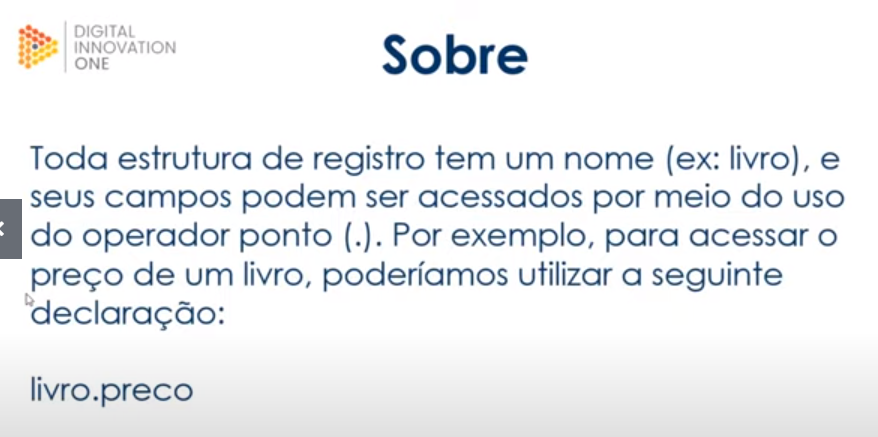 DIGITAL
INNOVATION
ONE
Sobre
Toda estrutura de registro tem um nome (ex: livro), e
seus campos podem ser acessados por meio do uso
do operador ponto (.). Por exemplo, para acessar o
preço de um livro, poderíamos utilizar a seguinte
declaração:
livro.preco